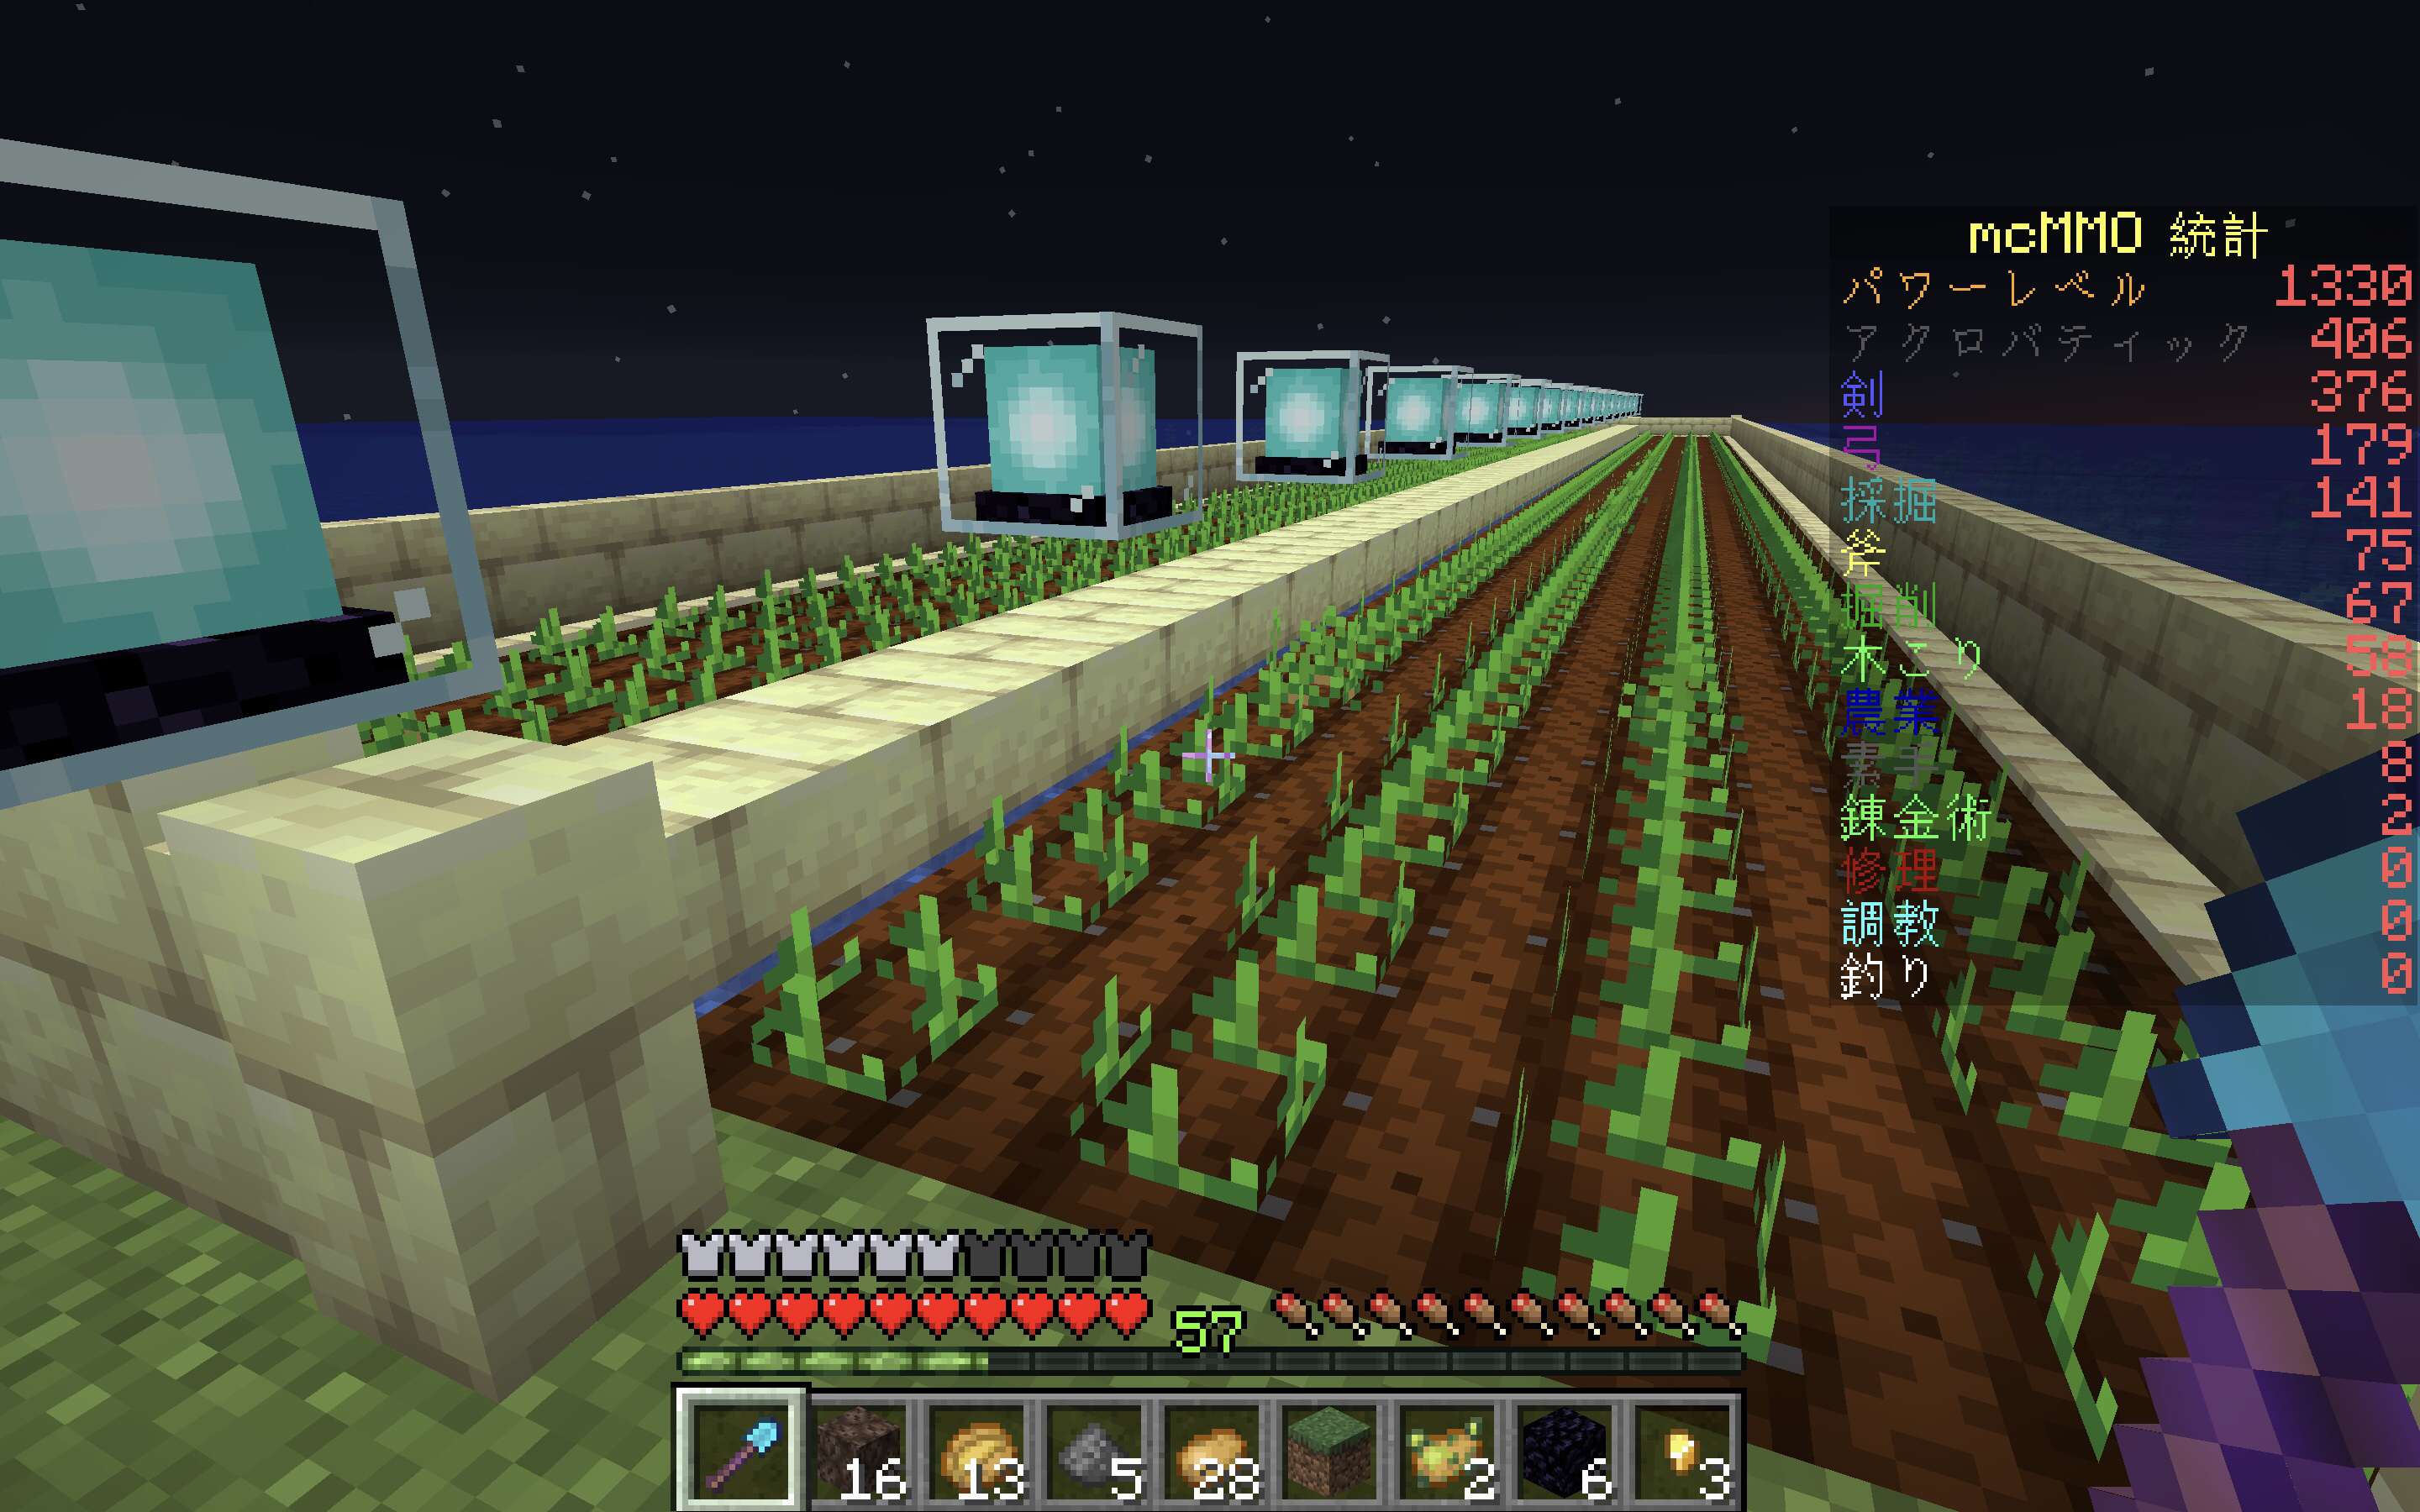 mcMMO 統計
パワーレベル 1330
アクロバティック 406
剣 376
弓 179
採掘 141
斧 75
掘削 67
木こり 58
農業 18
素手 8
錬金術 2
修理 0
調教 0
釣り 0
57
16 13 5 28 2 6 3